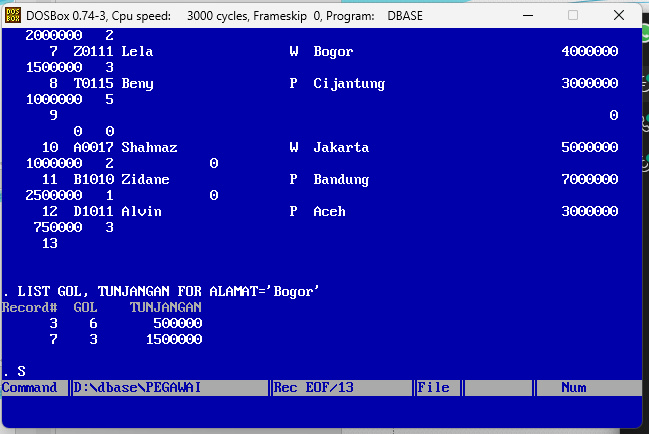 DOSBox 0.74-3, Cpu speed: 3000 cycles, Frameskip 0, Program: DBASE
2000000 2
7 Z0111 Lela W Bogor 4000000
1500000 3
8 T0115 Beny P Cijantung 3000000
1000000 5
9 0
0 0
10 A0017 Shahnaz W Jakarta 5000000
1000000 2 0
11 B1010 Zidane P Bandung 7000000
2500000 1 0
12 D1011 Alvin P Aceh 3000000
750000 3
13
. LIST GOL, TUNJANGAN FOR ALAMAT='Bogor'
Record# GOL TUNJANGAN
3 6 500000
7 3 1500000
. S
Command ║D:\dbase\PEGAWAI ║Rec EOF/13 ║File ║ ║ Num